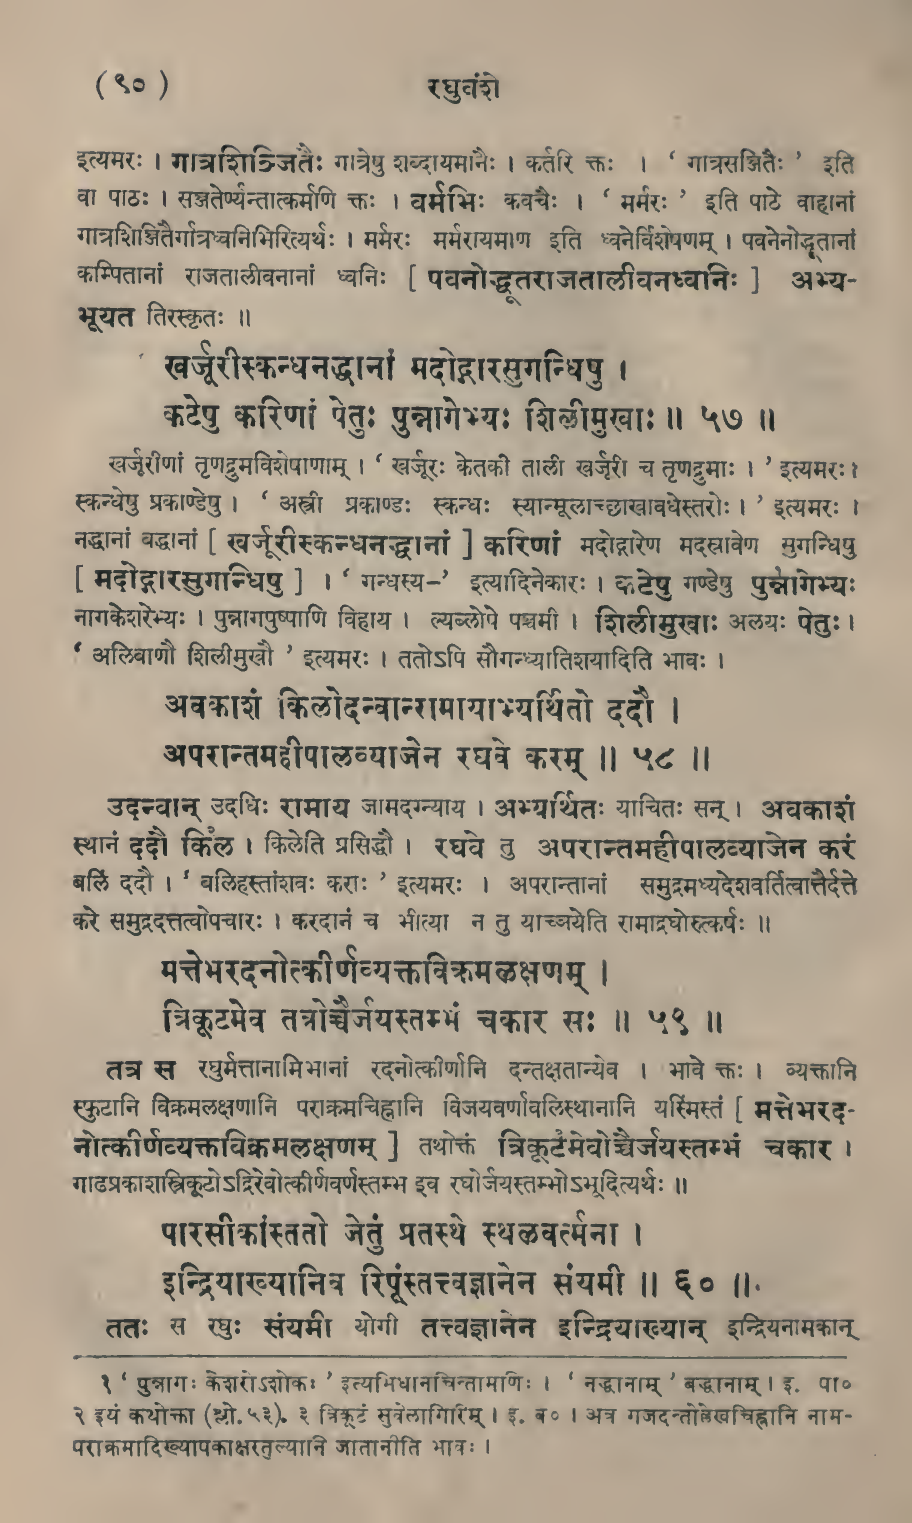 ( ९० ) रघुवंशे
इत्यमरः । गात्रशिञ्जितैः गात्रेषु शब्दायमानैः । कर्तरि क्तः । ‘ गात्रसञ्जितैः ’ इति
वा पाठः । सञ्जतेर्ण्यन्तात्कर्मणि क्तः । वर्मभिः कवचैः । ‘ मर्मरः ’ इति पाठे वाहानां
गात्रशिञ्जितैर्गात्रध्वनिभिरित्यर्थः । मर्मरः मर्मरायमाण इति ध्वनेर्विशेषणम् । पवनेनोद्धूतानां
कम्पितानां राजतालीवनानां ध्वनिः [ पवनोद्धूतराजतालीवनध्वनिः ] अभ्य-
भूयत तिरस्कृतः ॥
खर्जूरीस्कन्धनद्धानां मदोद्गारसुगन्धिषु ।
कटेषु करिणां पेतुः पुन्नागेभ्यः शिलीमुखाः ॥ ५७ ॥
खर्जूरीणां तृणद्रुमविशेषाणाम् । ‘ खर्जूरः केतकी ताली खर्जूरी च तृणद्रुमाः । ’ इत्यमरः ।
स्कन्धेषु प्रकाण्डेषु । ‘ अस्त्री प्रकाण्डः स्कन्धः स्यान्मूलाच्छाखावधेस्तरोः । ’ इत्यमरः ।
नद्धानां बद्धानां [ खर्जूरीस्कन्धनद्धानां ] करिणां मदोद्गारेण मदस्रावेण सुगन्धिषु
[ मदोद्गारसुगन्धिषु ] । ‘ गन्धस्य–’ इत्यादिनेकारः । कटेषु गण्डेषु पुन्नागेभ्यः
नागकेशरेभ्यः । पुन्नागपुष्पाणि विहाय । ल्यब्लोपे पञ्चमी । शिलीमुखाः अलयः पेतुः ।
‘ अलिबाणौ शिलीमुखौ ’ इत्यमरः । ततोऽपि सौगन्ध्यातिशयादिति भावः ।
अवकाशं किलोदन्वान्रामायाभ्यर्थितो ददौ ।
अपरान्तमहीपालव्याजेन रघवे करम् ॥ ५८ ॥
उदन्वान् उदधिः रामाय जामदग्न्याय । अभ्यर्थितः याचितः सन् । अवकाशं
स्थानं ददौ किल । किलेति प्रसिद्धौ । रघवे तु अपरान्तमहीपालव्याजेन करं
बलिं ददौ । ‘ बलिहस्तांशवः कराः ’ इत्यमरः । अपरान्तानां समुद्रमध्यदेशवर्तित्वात्तैर्दत्ते
करे समुद्रदत्तत्वोपचारः । करदानं च भीत्या न तु याच्ञयेति रामाद्रघोरुत्कर्षः ॥
मत्तेभरदनोत्कीर्णव्यक्तविक्रमलक्षणम् ।
त्रिकूटमेव तत्रोच्चैर्जयस्तम्भं चकार सः ॥ ५९ ॥
तत्र स रघुर्मत्तानामिभानां रदनोत्कीर्णानि दन्तक्षतान्येव । भावे क्तः । व्यक्तानि
स्फुटानि विक्रमलक्षणानि पराक्रमचिह्नानि विजयवर्णावलिस्थानानि यस्मिंस्तं [ मत्तेभरद-
नोत्कीर्णव्यक्तविक्रमलक्षणम् ] तथोक्तं त्रिकूटमेवोच्चैर्जयस्तम्भं चकार ।
गाढप्रकाशस्त्रिकूटोऽद्रिरेवोत्कीर्णवर्णस्तम्भ इव रघोर्जयस्तम्भोऽभूदित्यर्थः ॥
पारसीकांस्ततो जेतुं प्रतस्थे स्थलवर्त्मना ।
इन्द्रियाख्यानिव रिपूंस्तत्त्वज्ञानेन संयमी ॥ ६० ॥
ततः स रघुः संयमी योगी तत्त्वज्ञानेन इन्द्रियाख्यान् इन्द्रियनामकान्
१ ‘ पुन्नागः केशरोऽशोकः ’ इत्यभिधानचिन्तामणिः । ‘ नद्धानाम् ’ बद्धानाम् । इ. पा०
२ इयं कथोक्ता (श्लो. ५३). ३ त्रिकूटं सुवेलागिरिम् । इ. व० । अत्र गजदन्तोल्लेखचिह्नानि नाम-
पराक्रमादिख्यापकाक्षरतुल्यानि जातानीति भावः ।